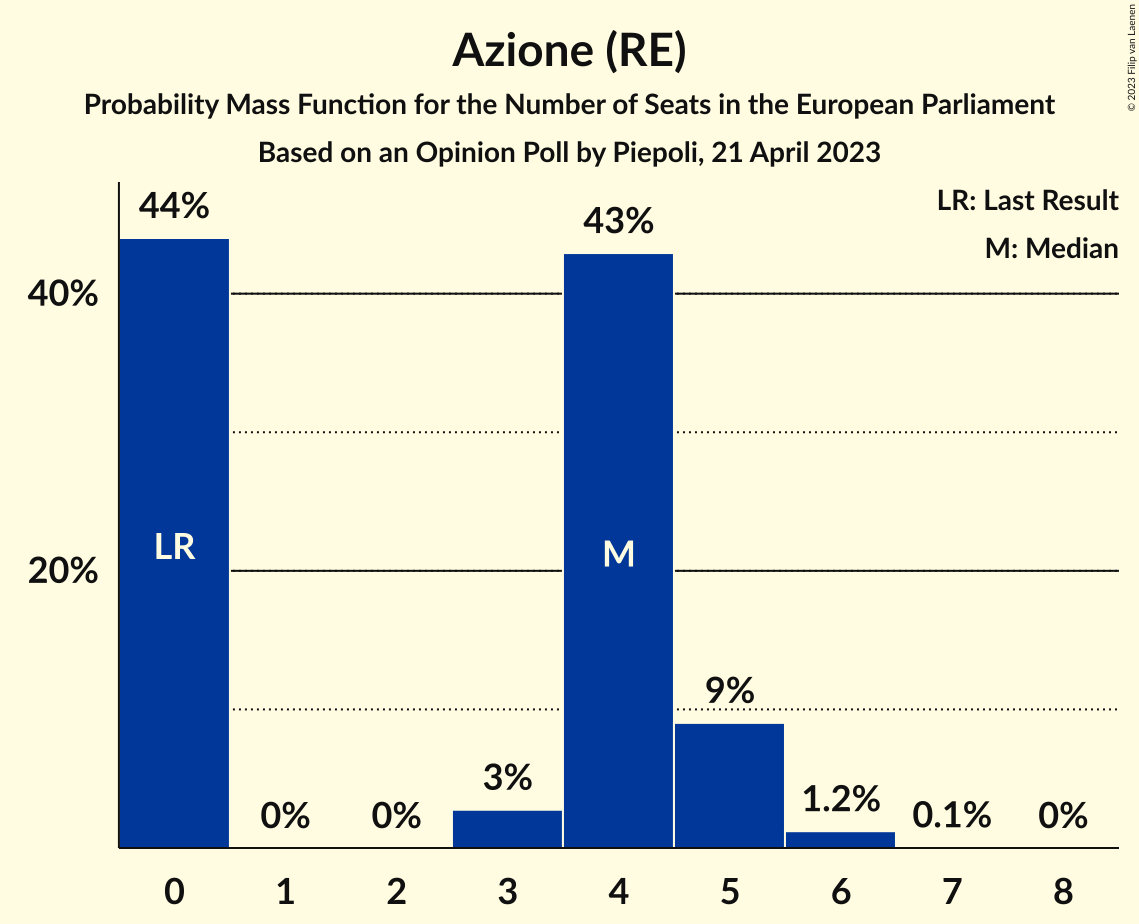 © 2023 Filip van Laenen
Azione (RE)
Probability Mass Function for the Number of Seats in the European Parliament
Based on an Opinion Poll by Piepoli, 21 April 2023
LR: Last Result
M: Median
44%
43%
40%
LR
M
20%
9%
3%
1.2%
0%
0%
0.1%
0%
0 1 2 3 4 5 6 7 8